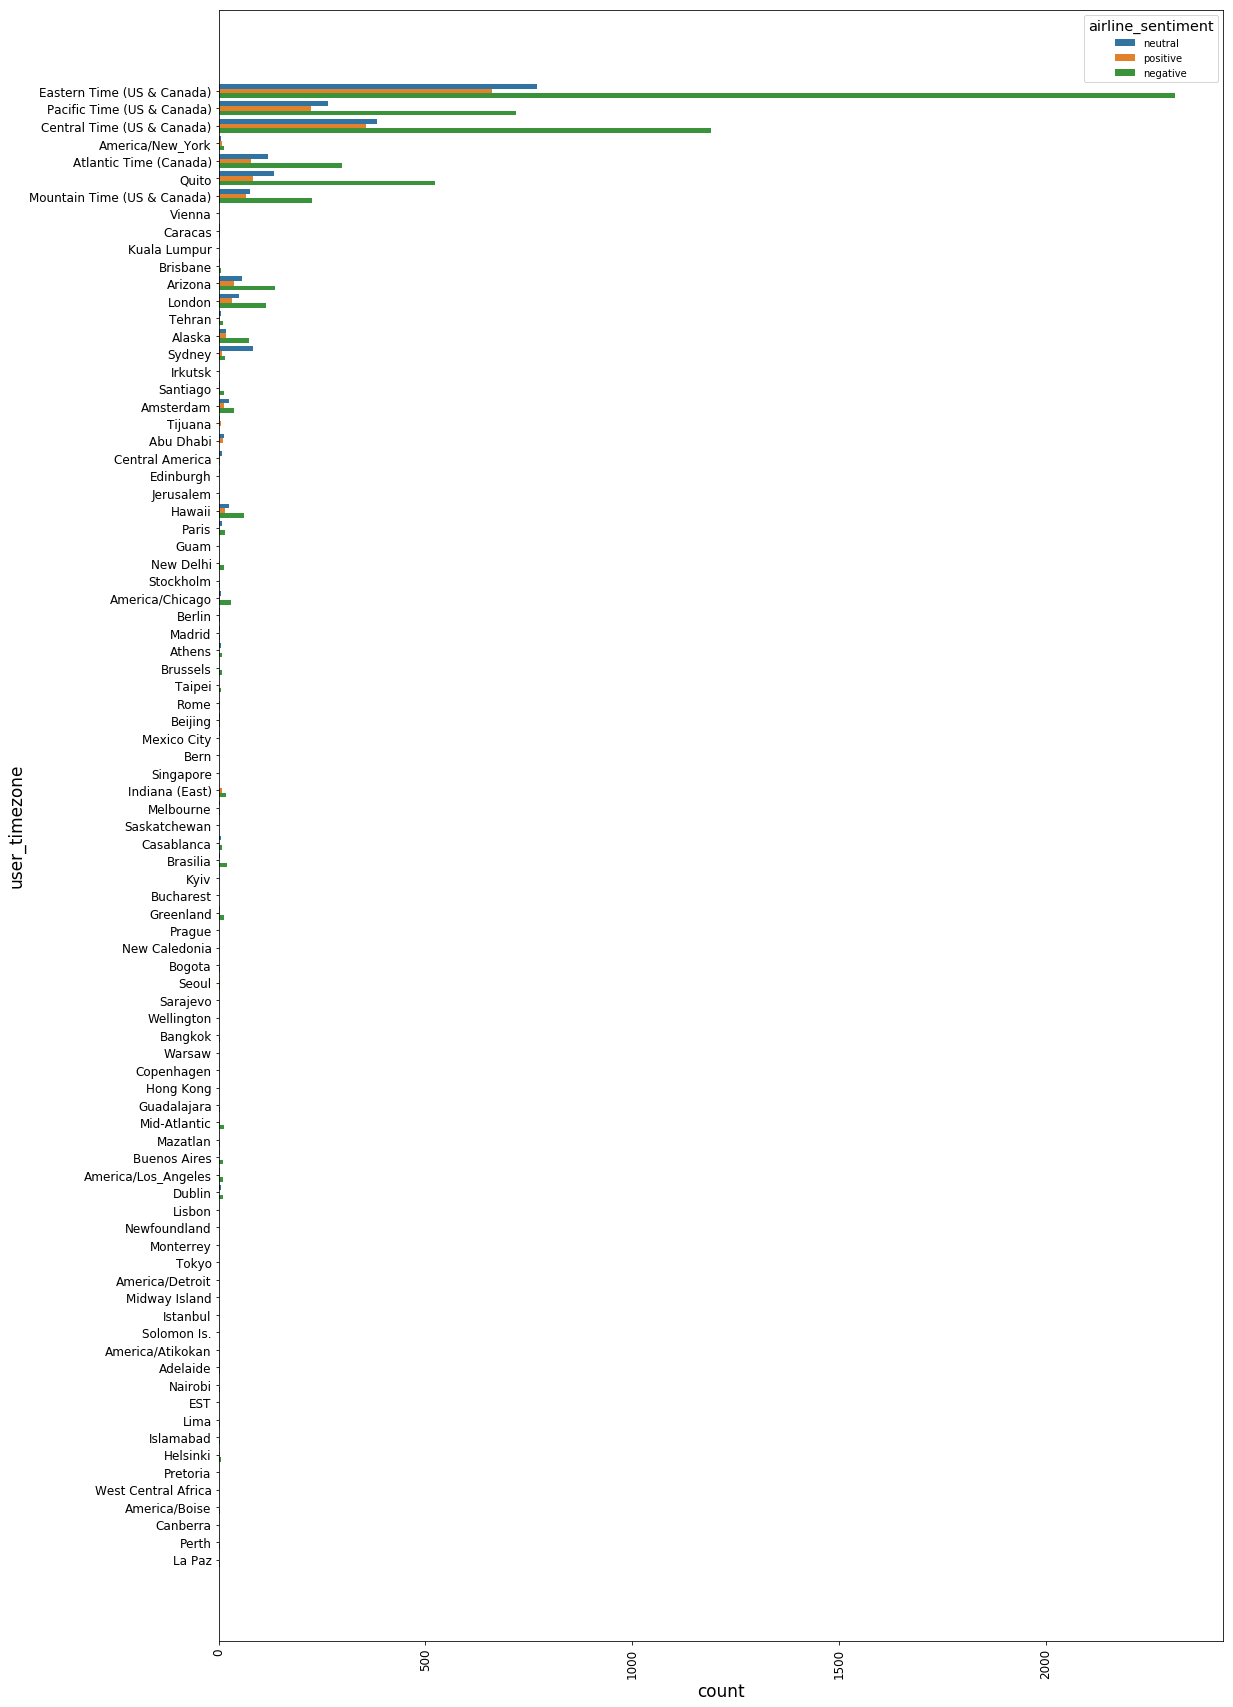 airline_sentiment
neutral
positive
negative
Eastern Time (US & Canada)
Pacific Time (US & Canada)
Central Time (US & Canada)
America/New_York
Atlantic Time (Canada)
Quito
Mountain Time (US & Canada)
Vienna
Caracas
Kuala Lumpur
Brisbane
Arizona
London
Tehran
Alaska
Sydney
Irkutsk
Santiago
Amsterdam
Tijuana
Abu Dhabi
Central America
Edinburgh
Jerusalem
Hawaii
Paris
Guam
New Delhi
Stockholm
America/Chicago
Berlin
Madrid
Athens
Brussels
Taipei
Rome
Beijing
Mexico City
Bern
Singapore
Indiana (East)
Melbourne
Saskatchewan
Casablanca
Brasilia
Kyiv
Bucharest
Greenland
Prague
New Caledonia
Bogota
Seoul
Sarajevo
Wellington
Bangkok
Warsaw
Copenhagen
Hong Kong
Guadalajara
Mid-Atlantic
Mazatlan
Buenos Aires
America/Los_Angeles
Dublin
Lisbon
Newfoundland
Monterrey
Tokyo
America/Detroit
Midway Island
Istanbul
Solomon Is.
America/Atikokan
Adelaide
Nairobi
EST
Lima
Islamabad
Helsinki
Pretoria
West Central Africa
America/Boise
Canberra
Perth
La Paz
user_timezone
0
500
1000
1500
2000
count